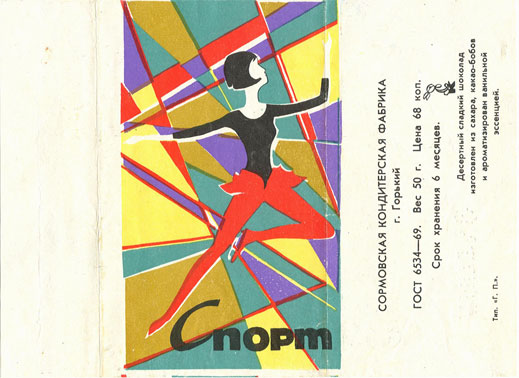 Спорт
СОРМОВСКАЯ КОНДИТЕРСКАЯ ФАБРИКА
г. Горький
ГОСТ 6534—69. Вес 50 г. Цена 68 коп.
Срок хранения 6 месяцев.
Десертный сладкий шоколад
изготовлен из сахара, какао-бобов
и ароматизирован ванильной
эссенцией.
Тип. «Г. П.».